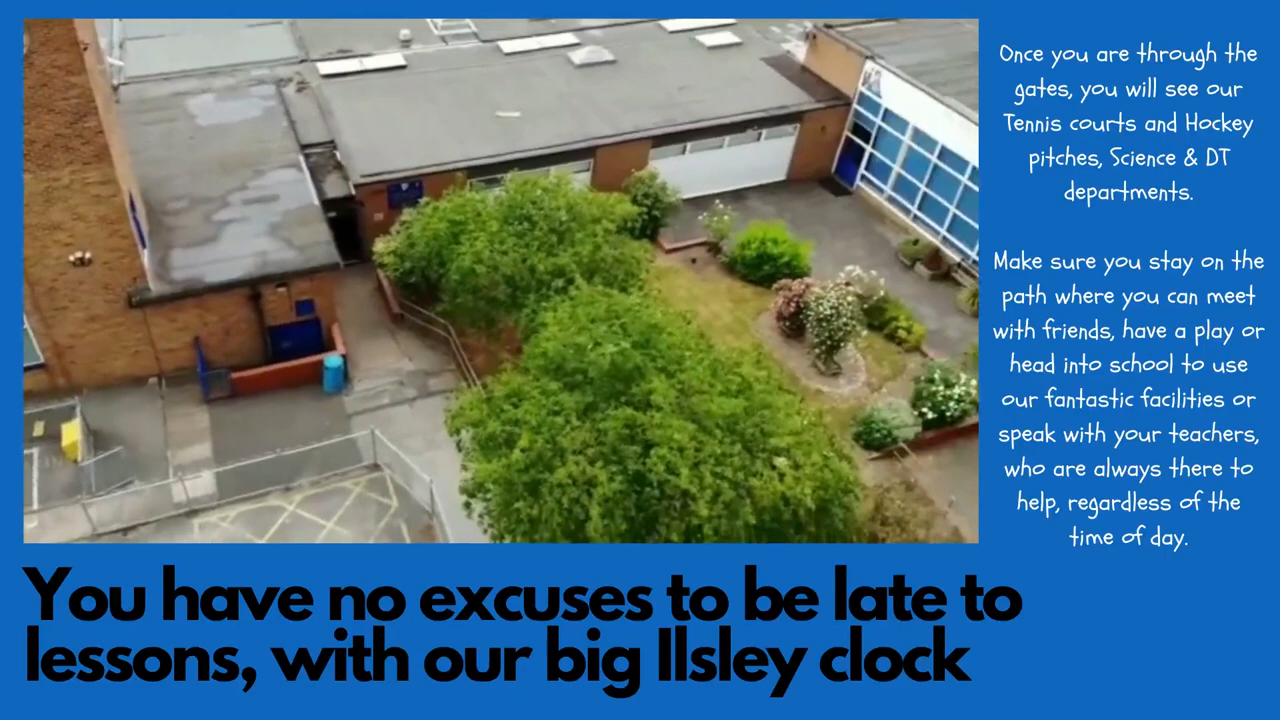 Once you are through the
gates, you will see our
Tennis courts and Hockey
pitches, Science & DT
departments.
Make sure you stay on the
path where you can meet
with friends, have a play or
head into school to use
our fantastic facilities or
speak with your teachers,
who are always there to
help, regardless of the
time of day.
You have no excuses to be late to
lessons, with our big Ilsley clock